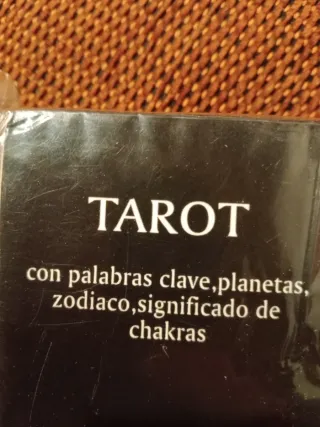 TAROT
con palabras clave,planetas,
zodiaco,significado de
chakras